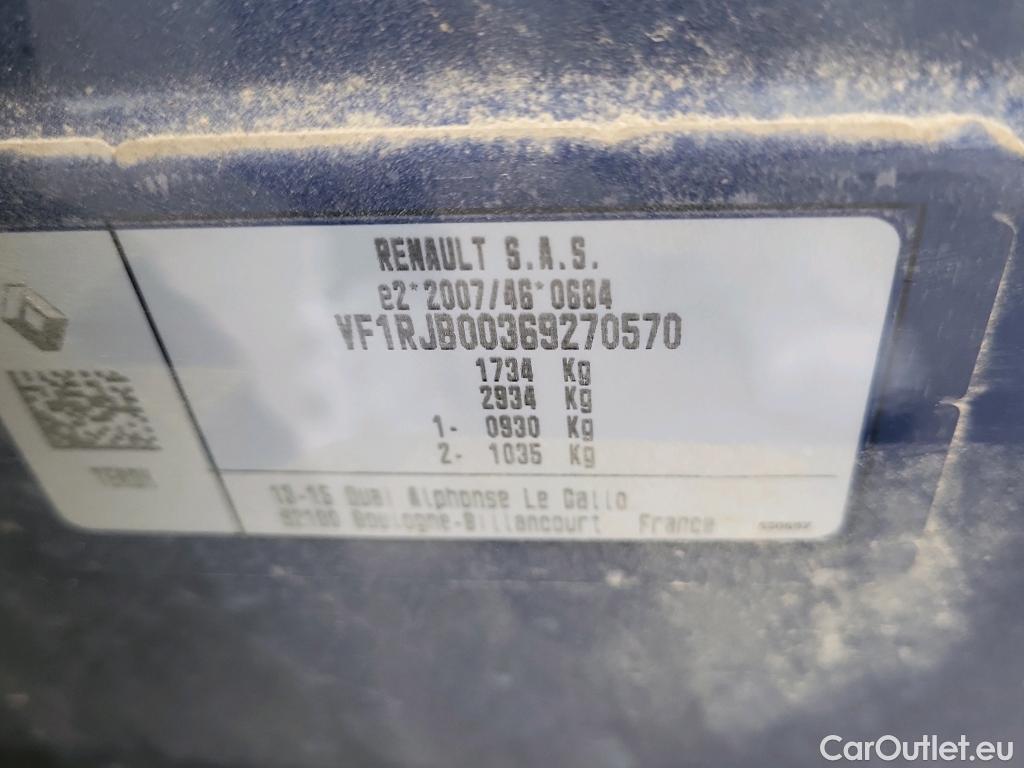 RENAULT S.A.S.
e2*2007/46*0684
VF1RJB00369270570
1734 Kg
2934 Kg
1- 0930 Kg
2- 1035 Kg
13-15 Quai Alphonse Le Gallo
92100 Boulogne-Billancourt France
CarOutlet.eu